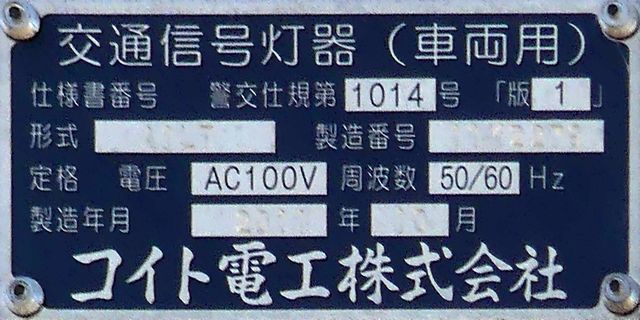 交通信号灯器（車両用）
仕様書番号 警交仕規第 1014 号 「版 1 」
形式 製造番号
定格 電圧 AC100V 周波数 50/60 Hz
製造年月 年 月
コイト電工株式会社